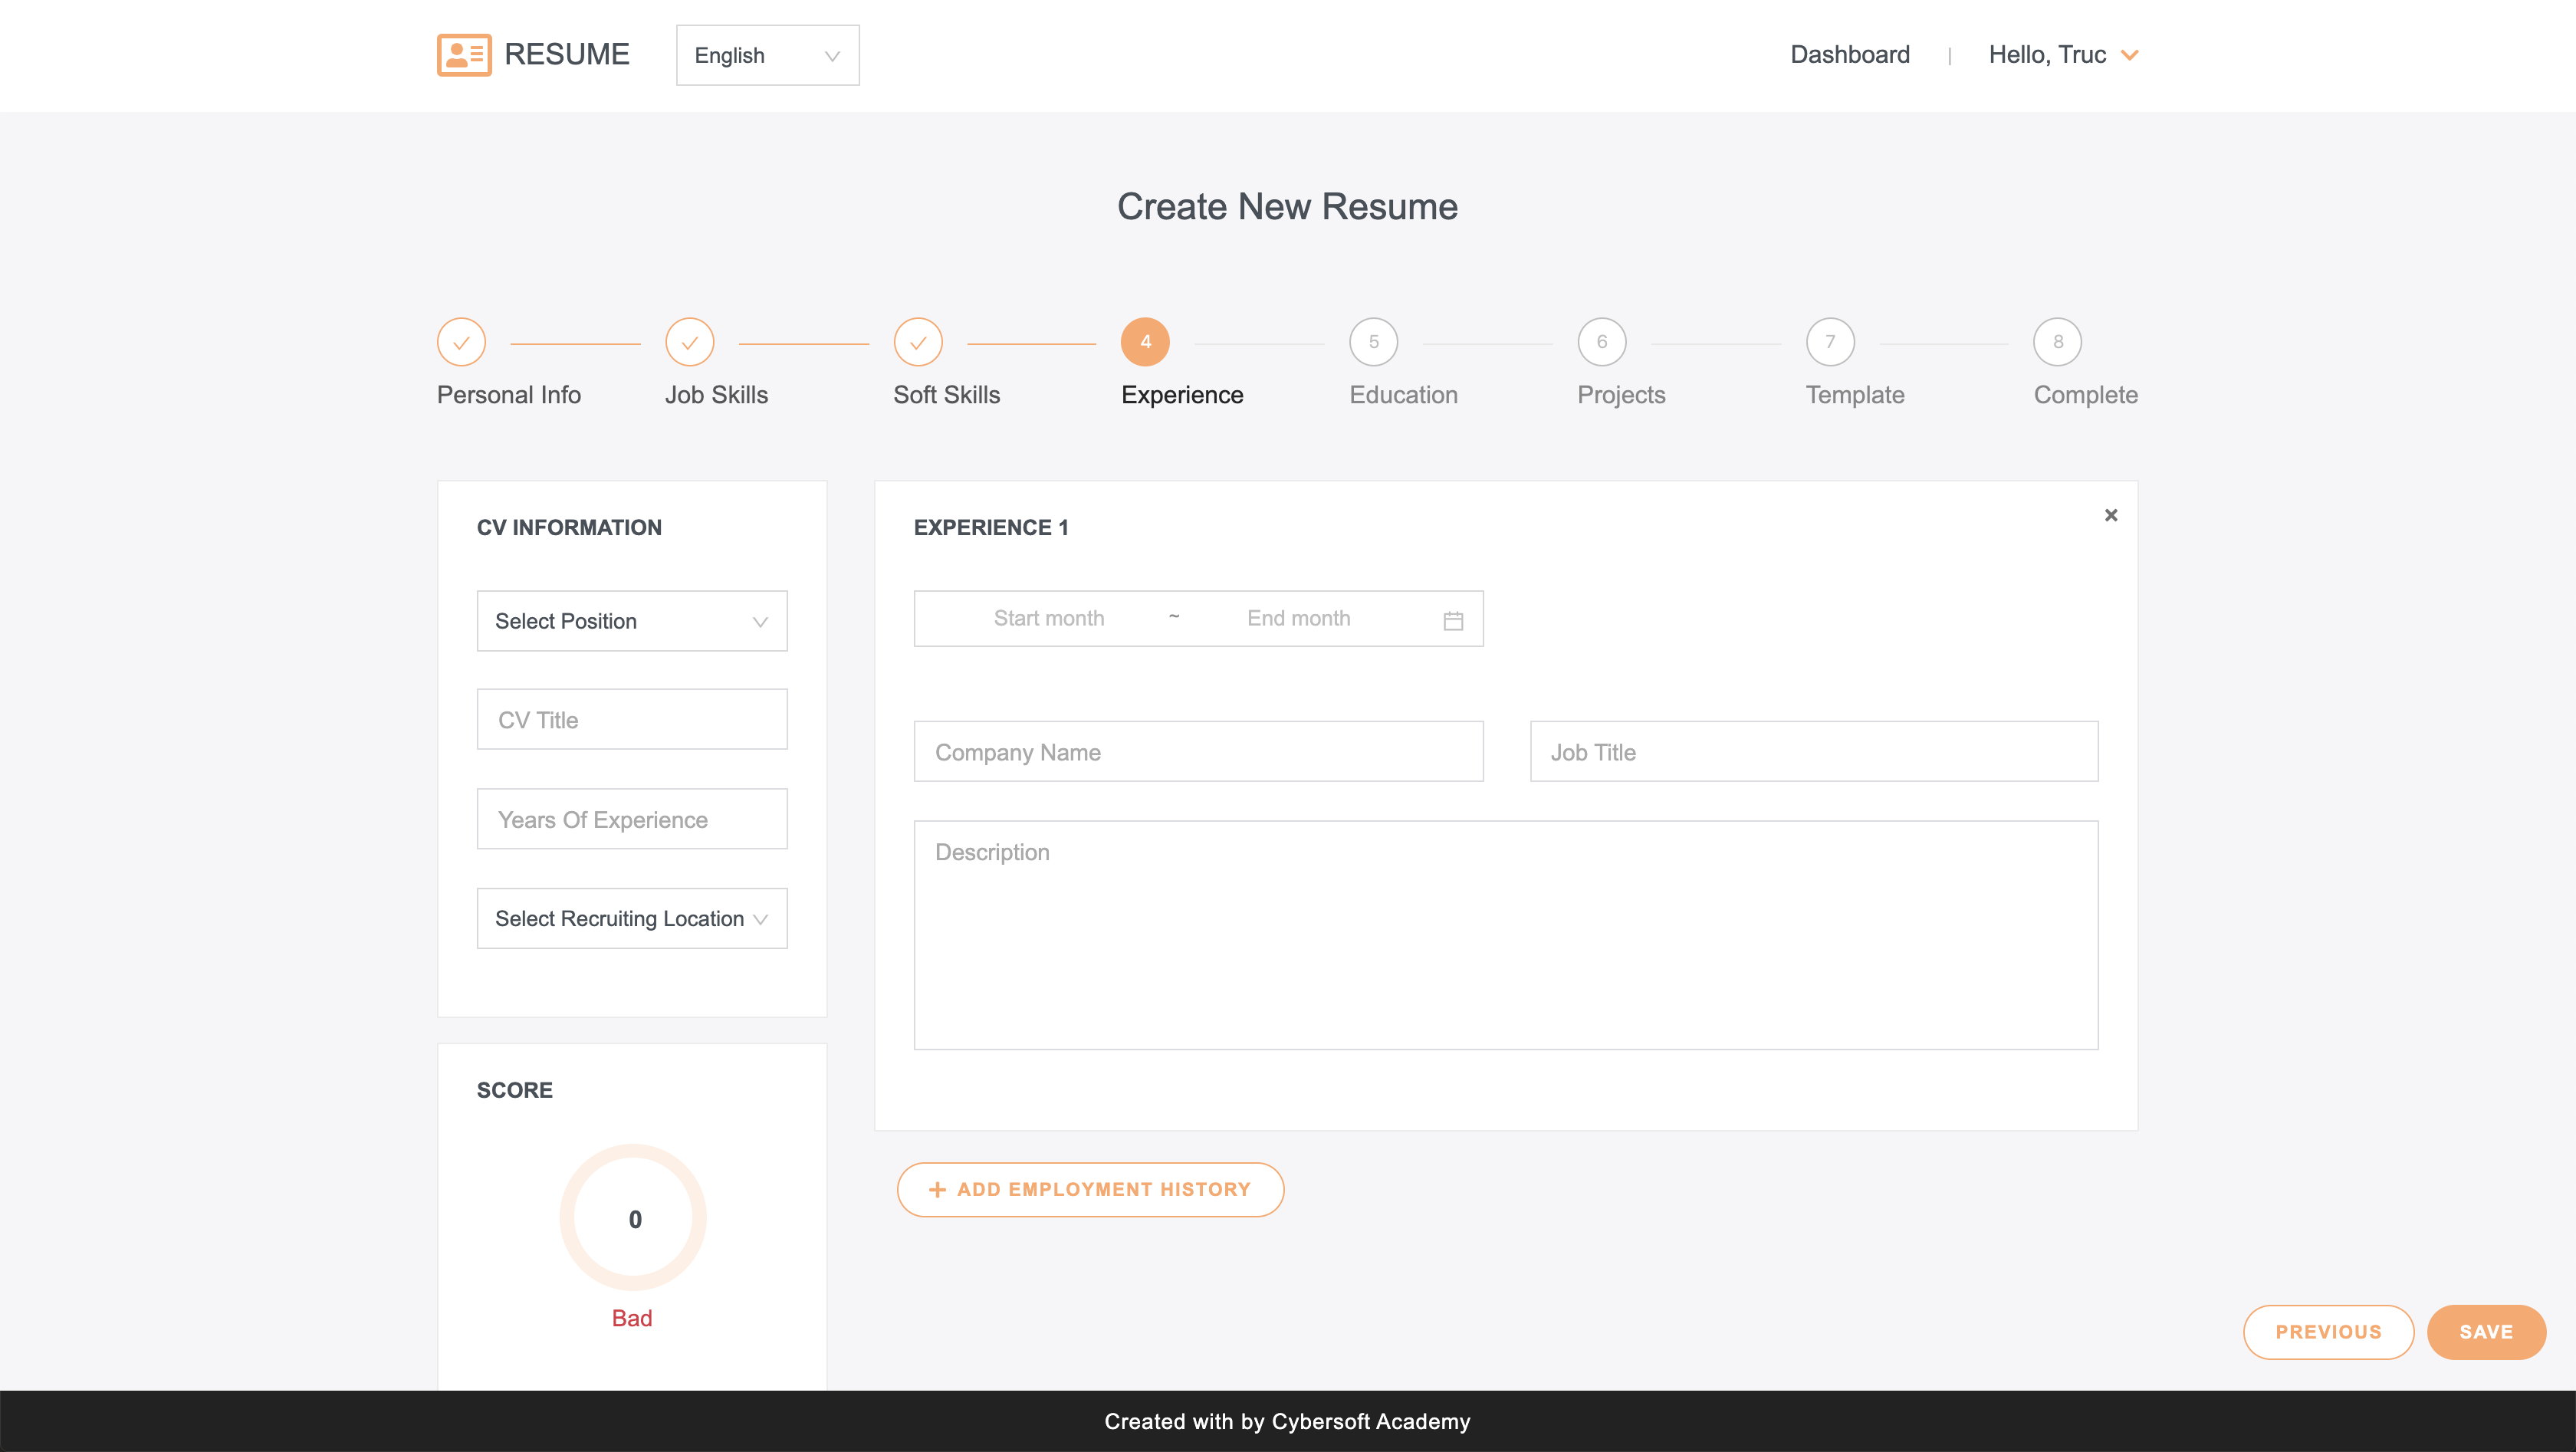 RESUME
English
Dashboard | Hello, Truc
Create New Resume
4 5 6 7 8
Personal Info Job Skills Soft Skills Experience Education Projects Template Complete
CV INFORMATION
Select Position
CV Title
Years Of Experience
Select Recruiting Location
SCORE
0
Bad
EXPERIENCE 1
Start month ~ End month
Company Name Job Title
Description
ADD EMPLOYMENT HISTORY
PREVIOUS SAVE
Created with by Cybersoft Academy